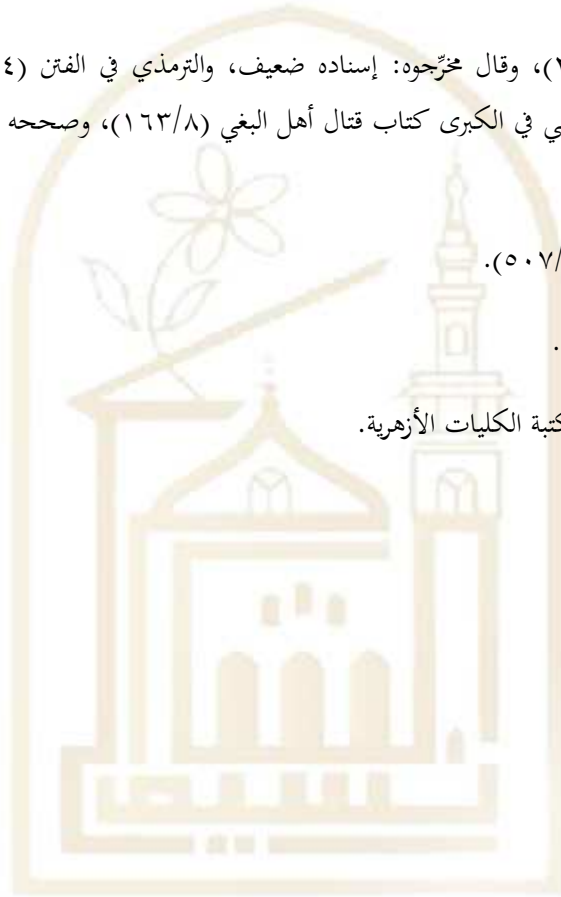 )، وقال مخرِّجوه: إسناده ضعيف، والترمذي في الفتن (٤
في الكبرى كتاب قتال أهل البغي (١٦٣/٨)، وصححه
/٥٠٧).
.
الكليات الأزهرية.